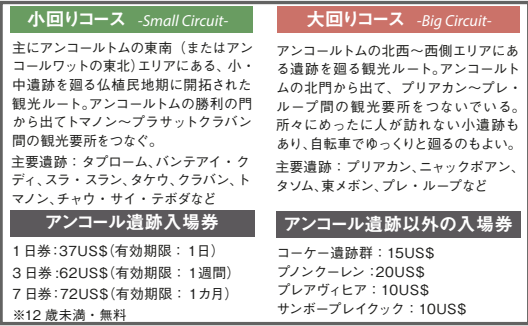 小回りコース -Small Circuit-
主にアンコールトムの東南（またはアン
コールワットの東北）エリアにある、小・
中遺跡を廻る仏植民地期に開拓された
観光ルート。アンコールトムの勝利の門
から出てトマノン〜プラサットクラバン
間の観光要所をつなぐ。
主要遺跡：タプローム、バンテアイ・ク
ディ、スラ・スラン、タケウ、クラバン、ト
マノン、チャウ・サイ・テボダなど
アンコール遺跡入場券
1日券:37US$(有効期限：1日)
3日券:62US$(有効期限：1週間)
7日券:72US$(有効期限：1カ月)
※12歳未満・無料
大回りコース -Big Circuit-
アンコールトムの北西〜西側エリアにあ
る遺跡を廻る観光ルート。アンコールト
ムの北門から出て、プリアカン〜プレ・
ループ間の観光要所をつないでいる。
所々にめったに人が訪れない小遺跡も
あり、自転車でゆっくりと廻るのもよい。
主要遺跡：プリアカン、ニャックポアン、
タソム、東メボン、プレ・ループなど
アンコール遺跡以外の入場券
コーケー遺跡群：15US$
プノンクーレン：20US$
プレアヴィヒア：10US$
サンボープレイクック：10US$